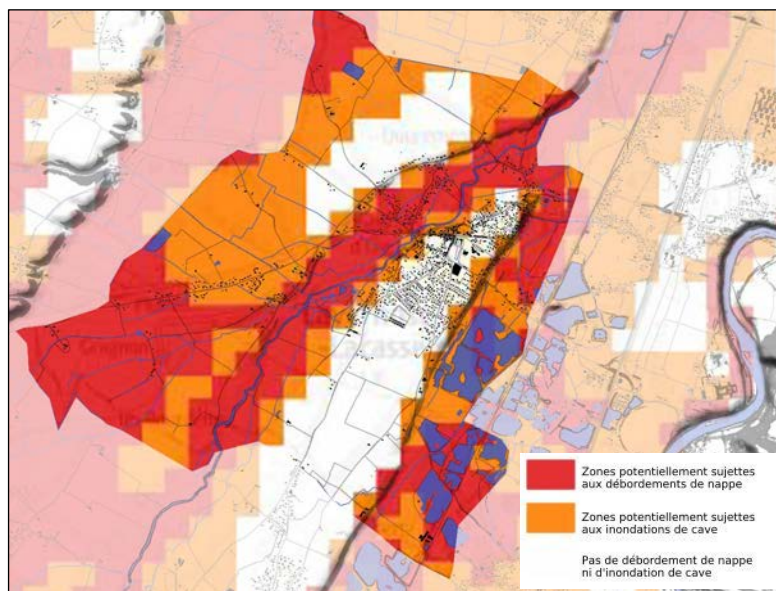 Zones potentiellement sujettes
aux débordements de nappe
Zones potentiellement sujettes
aux inondations de cave
Pas de débordement de nappe
ni d'inondation de cave